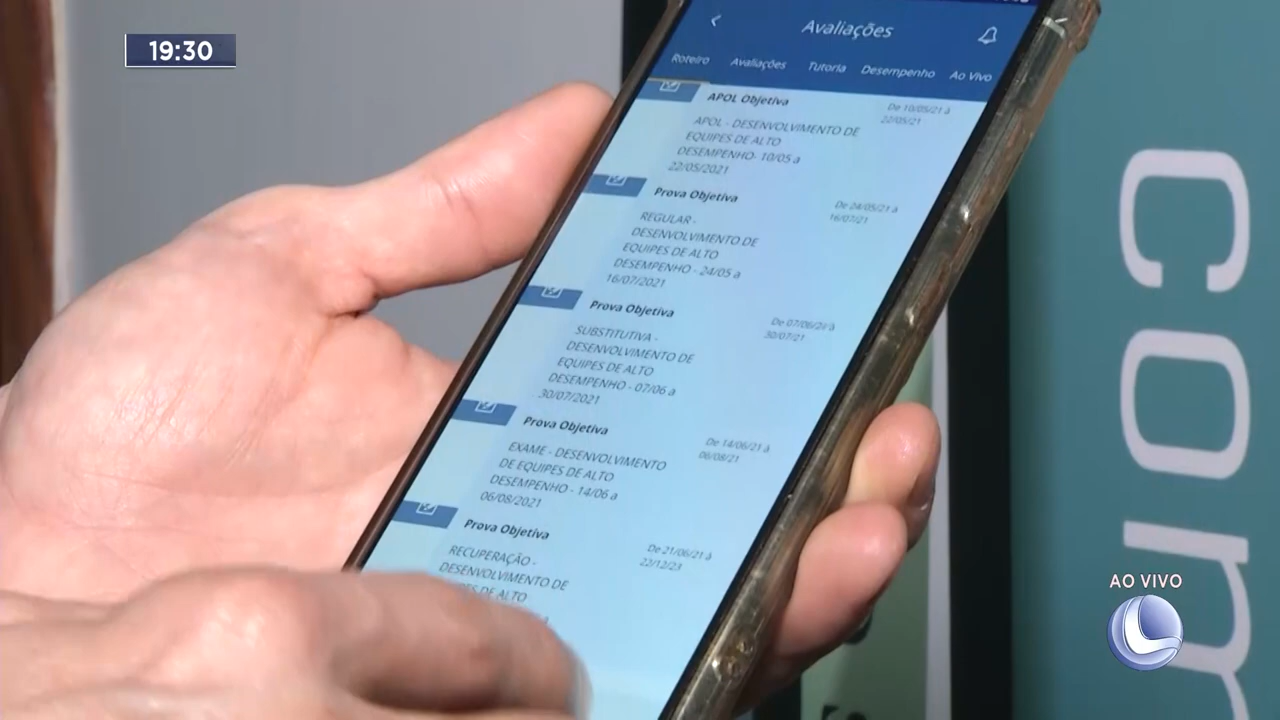 19:30
Avaliações
Roteiro Avaliações Tutoria Desempenho Ao Vivo
APOL Objetiva
De 10/05/21 à
22/05/21
APOL - DESENVOLVIMENTO DE
EQUIPES DE ALTO
DESEMPENHO- 10/05 a
22/05/2021
Prova Objetiva
De 24/05/21 à
16/07/21
REGULAR -
DESENVOLVIMENTO DE
EQUIPES DE ALTO
DESEMPENHO - 24/05 a
16/07/2021
Prova Objetiva
De 07/06/21 à
30/07/21
SUBSTITUTIVA -
DESENVOLVIMENTO DE
EQUIPES DE ALTO
DESEMPENHO - 07/06 a
30/07/2021
Prova Objetiva
De 14/06/21 à
06/08/21
EXAME - DESENVOLVIMENTO
DE EQUIPES DE ALTO
DESEMPENHO - 14/06 a
06/08/2021
Prova Objetiva
De 21/06/21 à
22/12/23
RECUPERAÇÃO -
DESENVOLVIMENTO DE
DE ALTO
com
AO VIVO